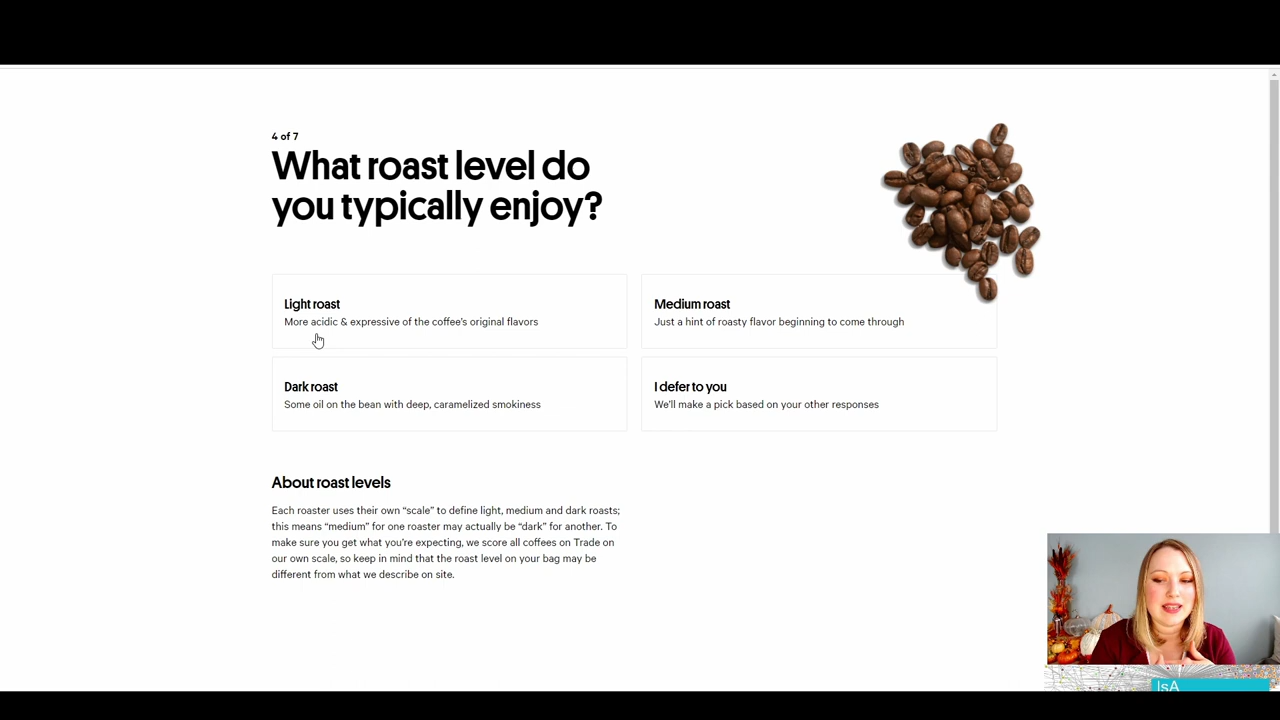 4 of 7
What roast level do
you typically enjoy?
Light roast
More acidic & expressive of the coffee's original flavors
Medium roast
Just a hint of roasty flavor beginning to come through
Dark roast
Some oil on the bean with deep, caramelized smokiness
I defer to you
We'll make a pick based on your other responses
About roast levels
Each roaster uses their own “scale” to define light, medium and dark roasts;
this means “medium” for one roaster may actually be “dark” for another. To
make sure you get what you're expecting, we score all coffees on Trade on
our own scale, so keep in mind that the roast level on your bag may be
different from what we describe on site.
IsA